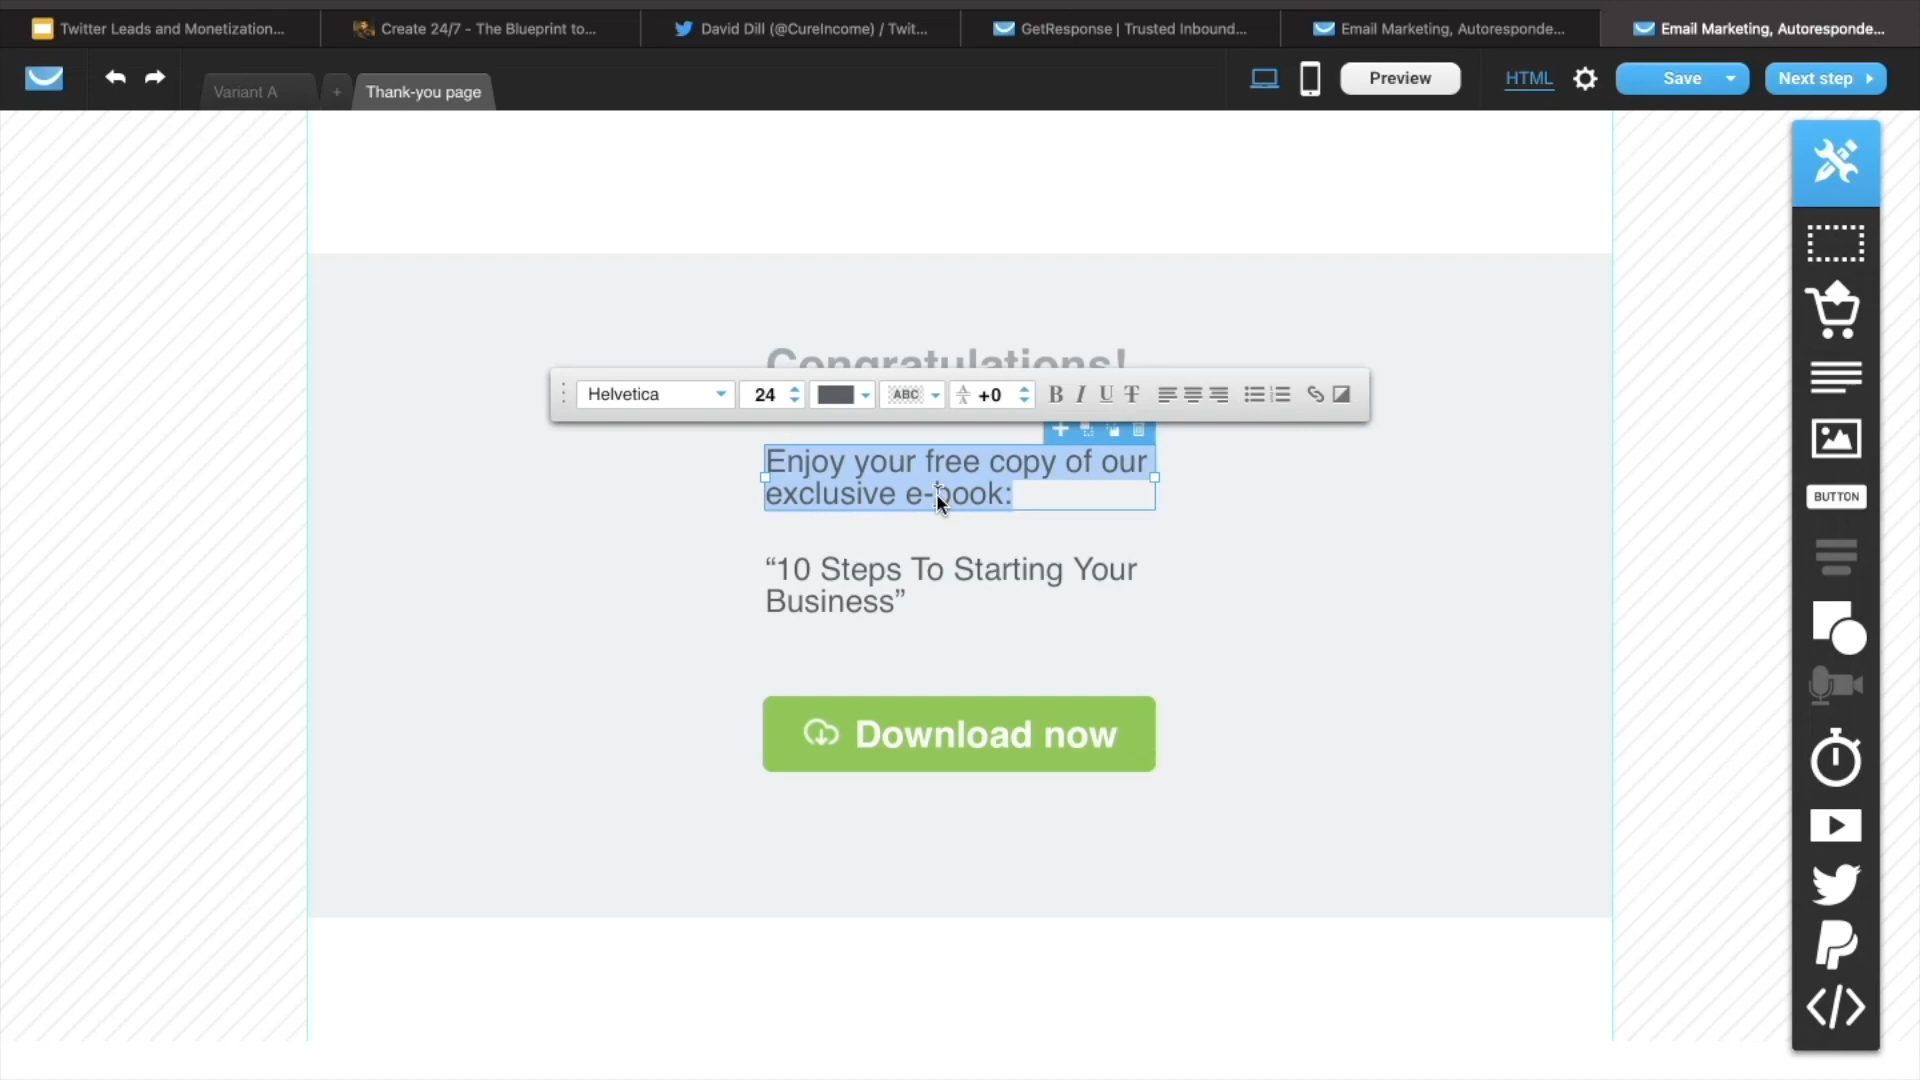 Twitter Leads and Monetization...
Create 24/7 - The Blueprint to...
David Dill (@CureIncome) / Twit...
GetResponse | Trusted Inbound...
Email Marketing, Autoresponde...
Email Marketing, Autoresponde...
Variant A
+
Thank-you page
Preview
HTML
Save
Next step
Congratulations!
Helvetica
24
ABC
+0
B I U T
Enjoy your free copy of our
exclusive e-book:
“10 Steps To Starting Your
Business”
Download now
BUTTON